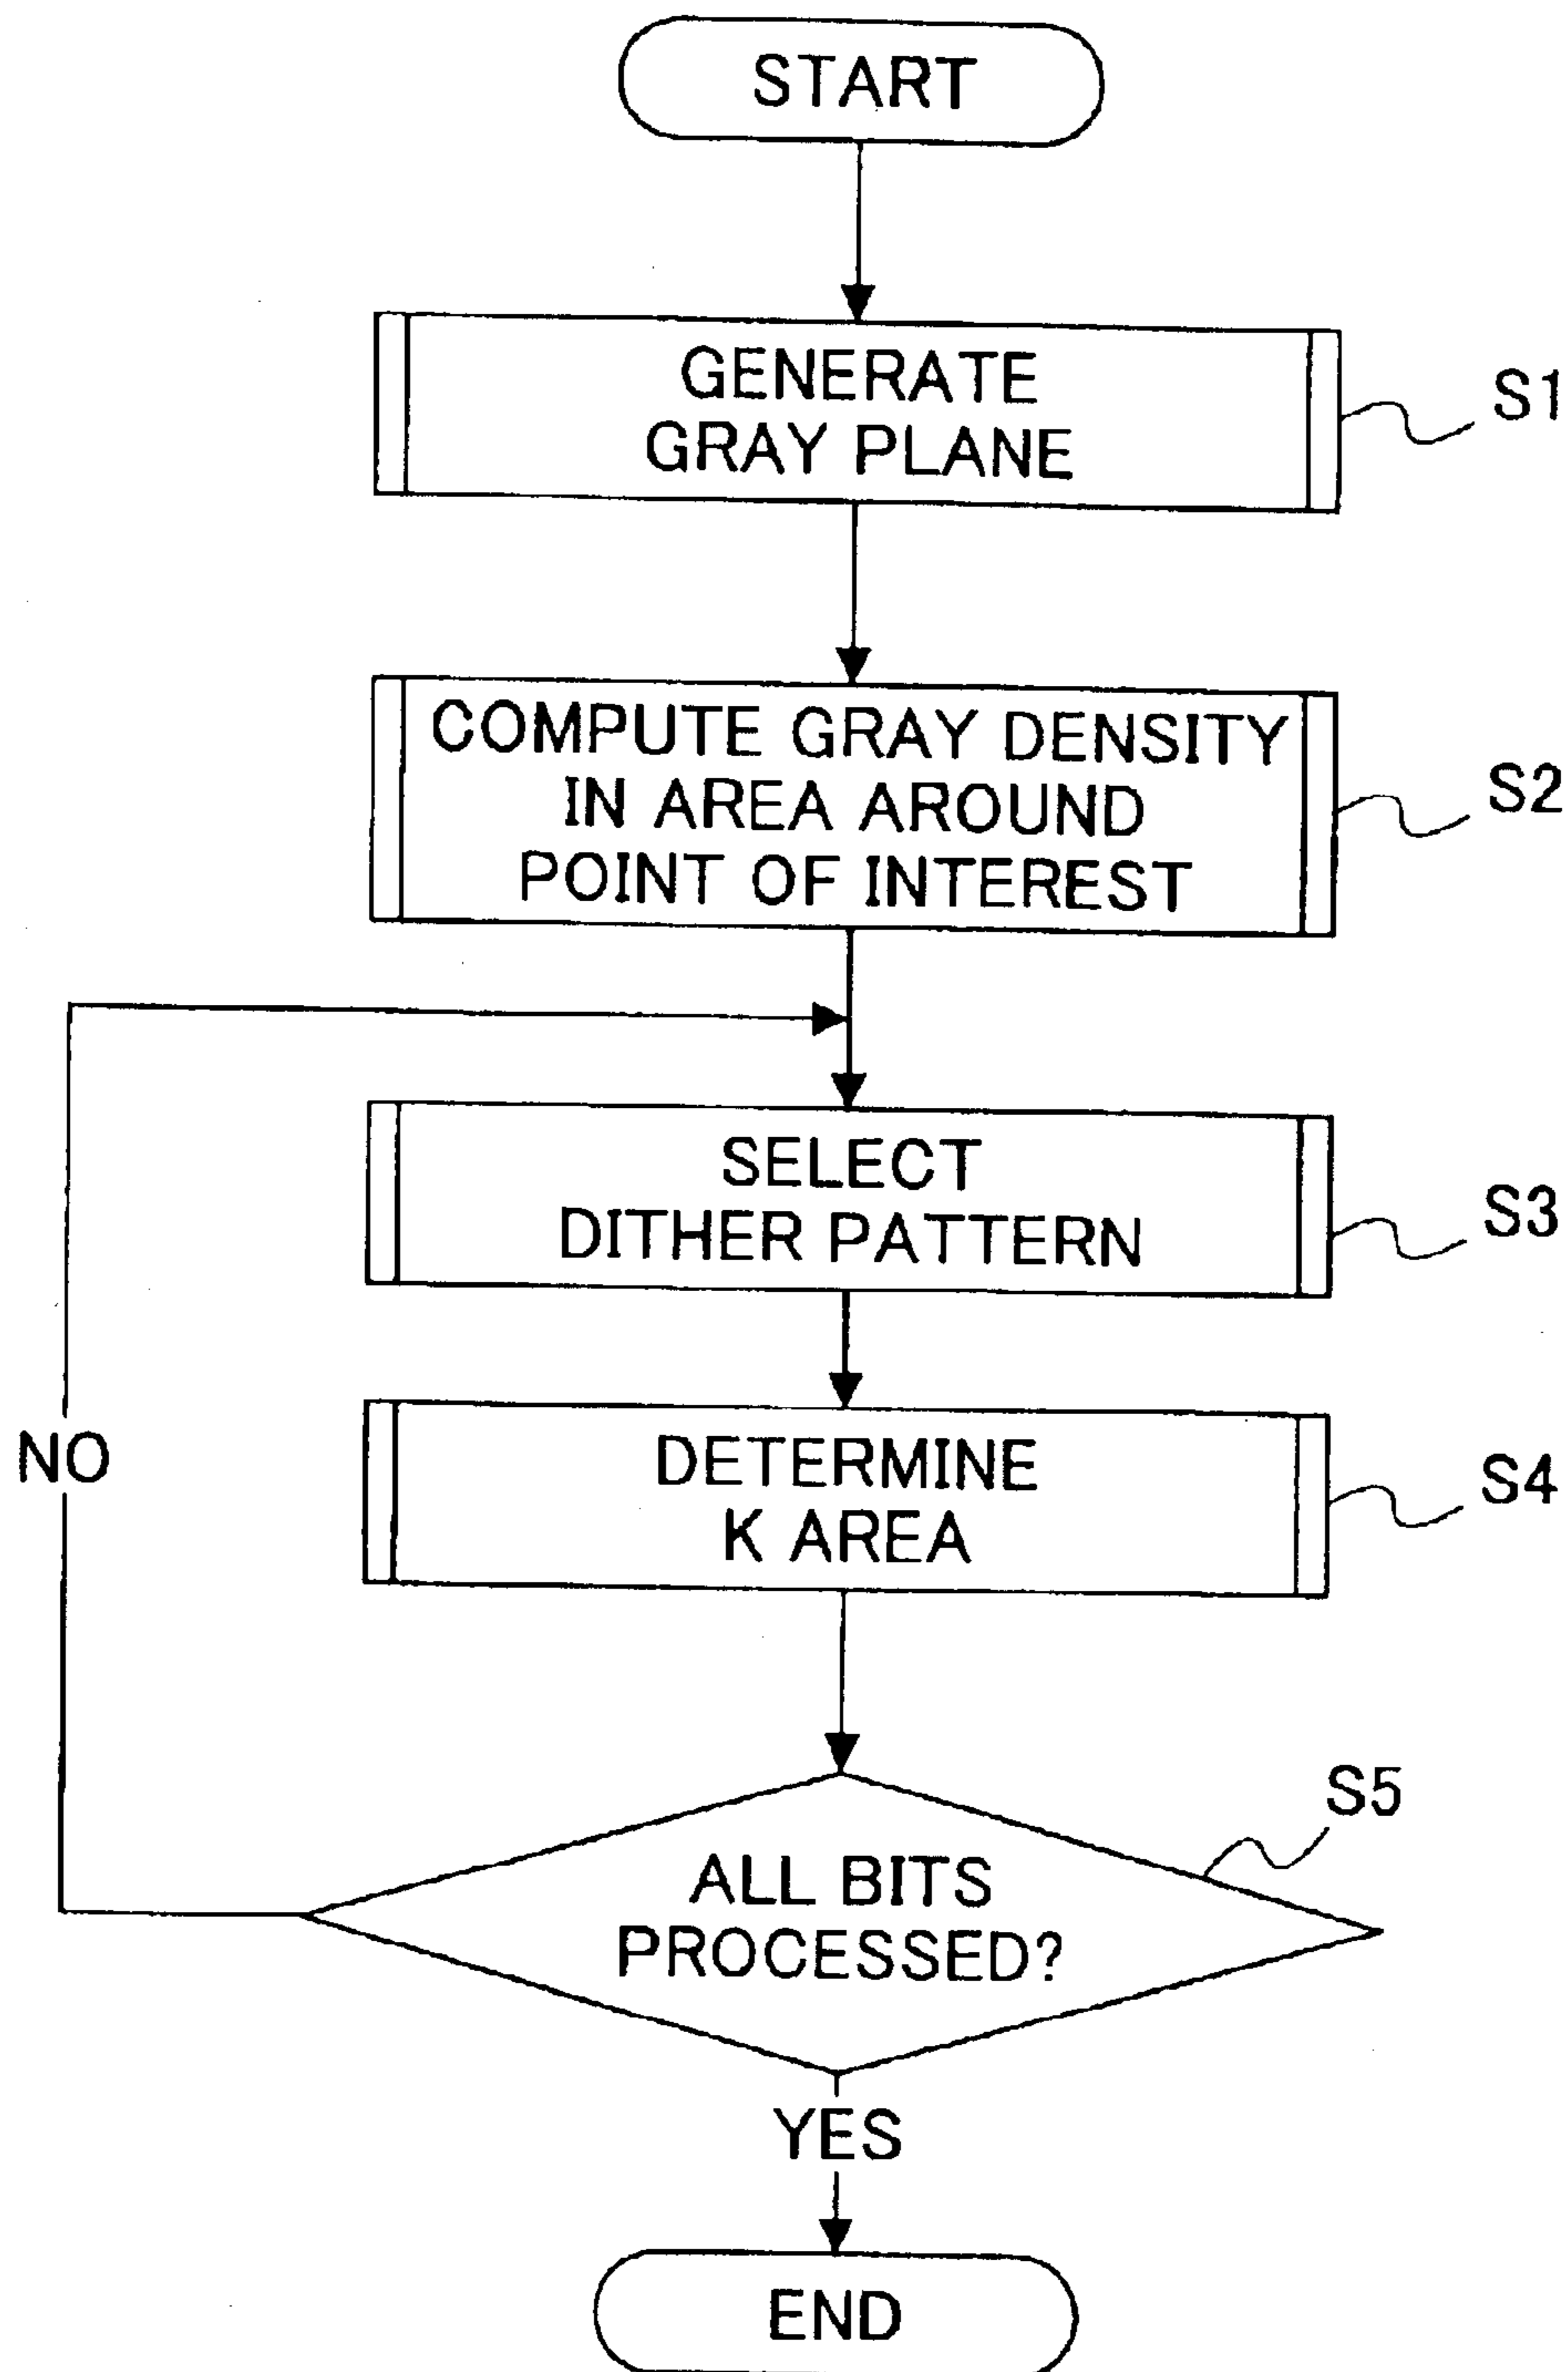 START
GENERATE
GRAY PLANE
S1
COMPUTE GRAY DENSITY
IN AREA AROUND
POINT OF INTEREST
S2
SELECT
DITHER PATTERN
S3
DETERMINE
K AREA
S4
NO
ALL BITS
PROCESSED?
S5
YES
END